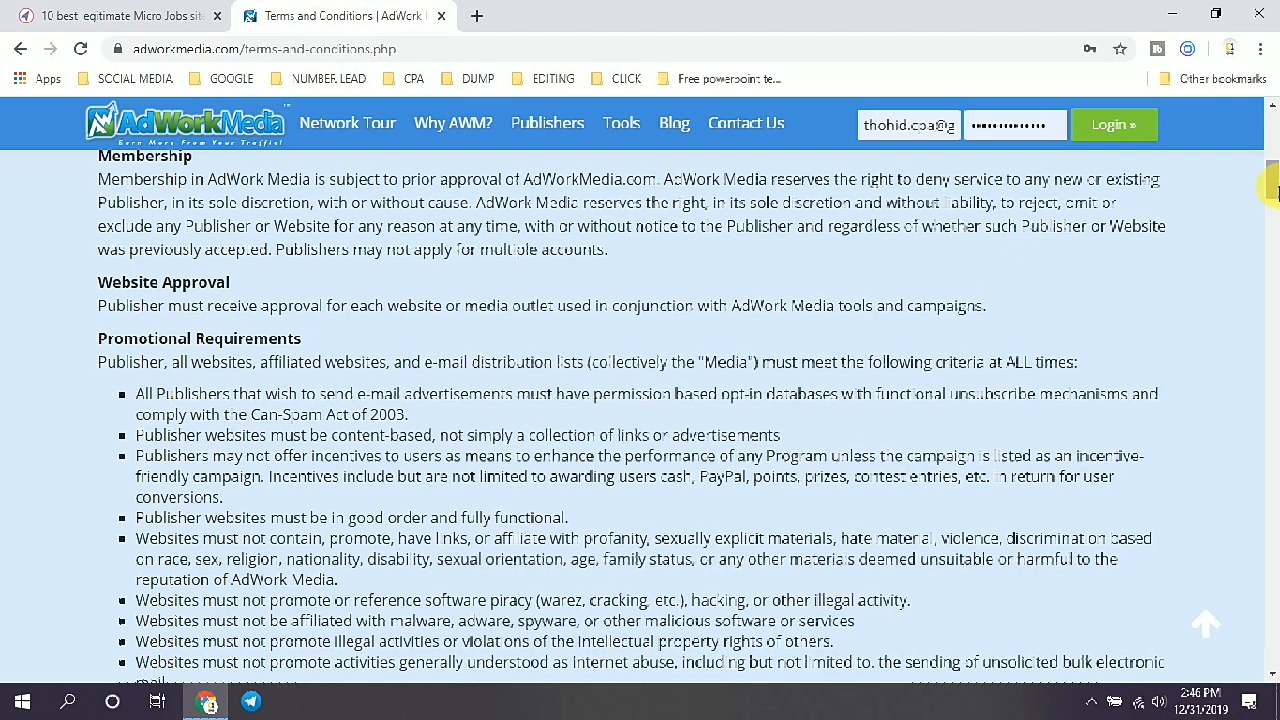 10 best legitimate Micro Jobs sit
Terms and Conditions | AdWork
adworkmedia.com/terms-and-conditions.php
Apps
SOCIAL MEDIA
GOOGLE
NUMBER LEAD
CPA
DUMP
EDITING
CLICK
Free powerpoint te...
Other bookmarks
AdWorkMedia
Earn More From Your Traffic!
Network Tour
Why AWM?
Publishers
Tools
Blog
Contact Us
thohid.cpa@g
Login »
Membership
Membership in AdWork Media is subject to prior approval of AdWorkMedia.com. AdWork Media reserves the right to deny service to any new or existing
Publisher, in its sole discretion, with or without cause. AdWork Media reserves the right, in its sole discretion and without liability, to reject, omit or
exclude any Publisher or Website for any reason at any time, with or without notice to the Publisher and regardless of whether such Publisher or Website
was previously accepted. Publishers may not apply for multiple accounts.
Website Approval
Publisher must receive approval for each website or media outlet used in conjunction with AdWork Media tools and campaigns.
Promotional Requirements
Publisher, all websites, affiliated websites, and e-mail distribution lists (collectively the "Media") must meet the following criteria at ALL times:
All Publishers that wish to send e-mail advertisements must have permission based opt-in databases with functional unsubscribe mechanisms and
comply with the Can-Spam Act of 2003.
Publisher websites must be content-based, not simply a collection of links or advertisements
Publishers may not offer incentives to users as means to enhance the performance of any Program unless the campaign is listed as an incentive-
friendly campaign. Incentives include but are not limited to awarding users cash, PayPal, points, prizes, contest entries, etc. in return for user
conversions.
Publisher websites must be in good order and fully functional.
Websites must not contain, promote, have links, or affiliate with profanity, sexually explicit materials, hate material, violence, discrimination based
on race, sex, religion, nationality, disability, sexual orientation, age, family status, or any other materials deemed unsuitable or harmful to the
reputation of AdWork Media.
Websites must not promote or reference software piracy (warez, cracking, etc.), hacking, or other illegal activity.
Websites must not be affiliated with malware, adware, spyware, or other malicious software or services
Websites must not promote illegal activities or violations of the intellectual property rights of others.
Websites must not promote activities generally understood as Internet abuse, including but not limited to, the sending of unsolicited bulk electronic
mail
2:46 PM
12/31/2019